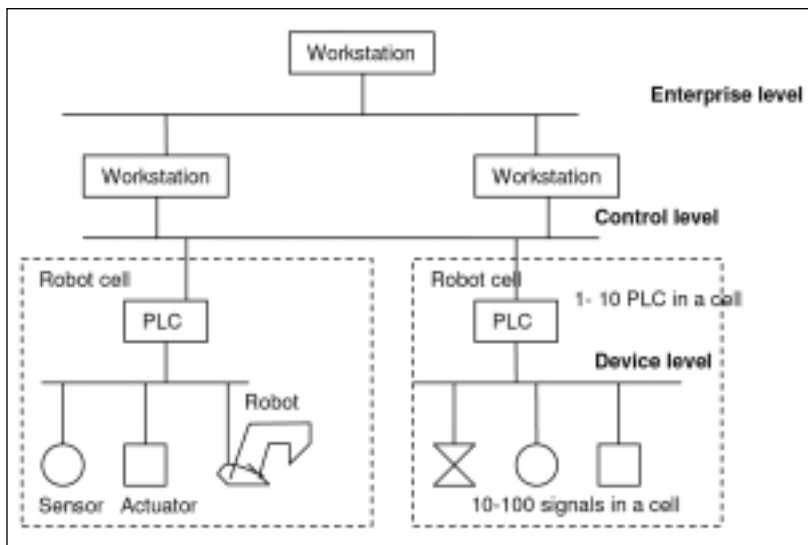 Workstation
Enterprise level
Workstation
Workstation
Control level
Robot cell
Robot cell
1- 10 PLC in a cell
PLC
PLC
Device level
Robot
Sensor
Actuator
10-100 signals in a cell